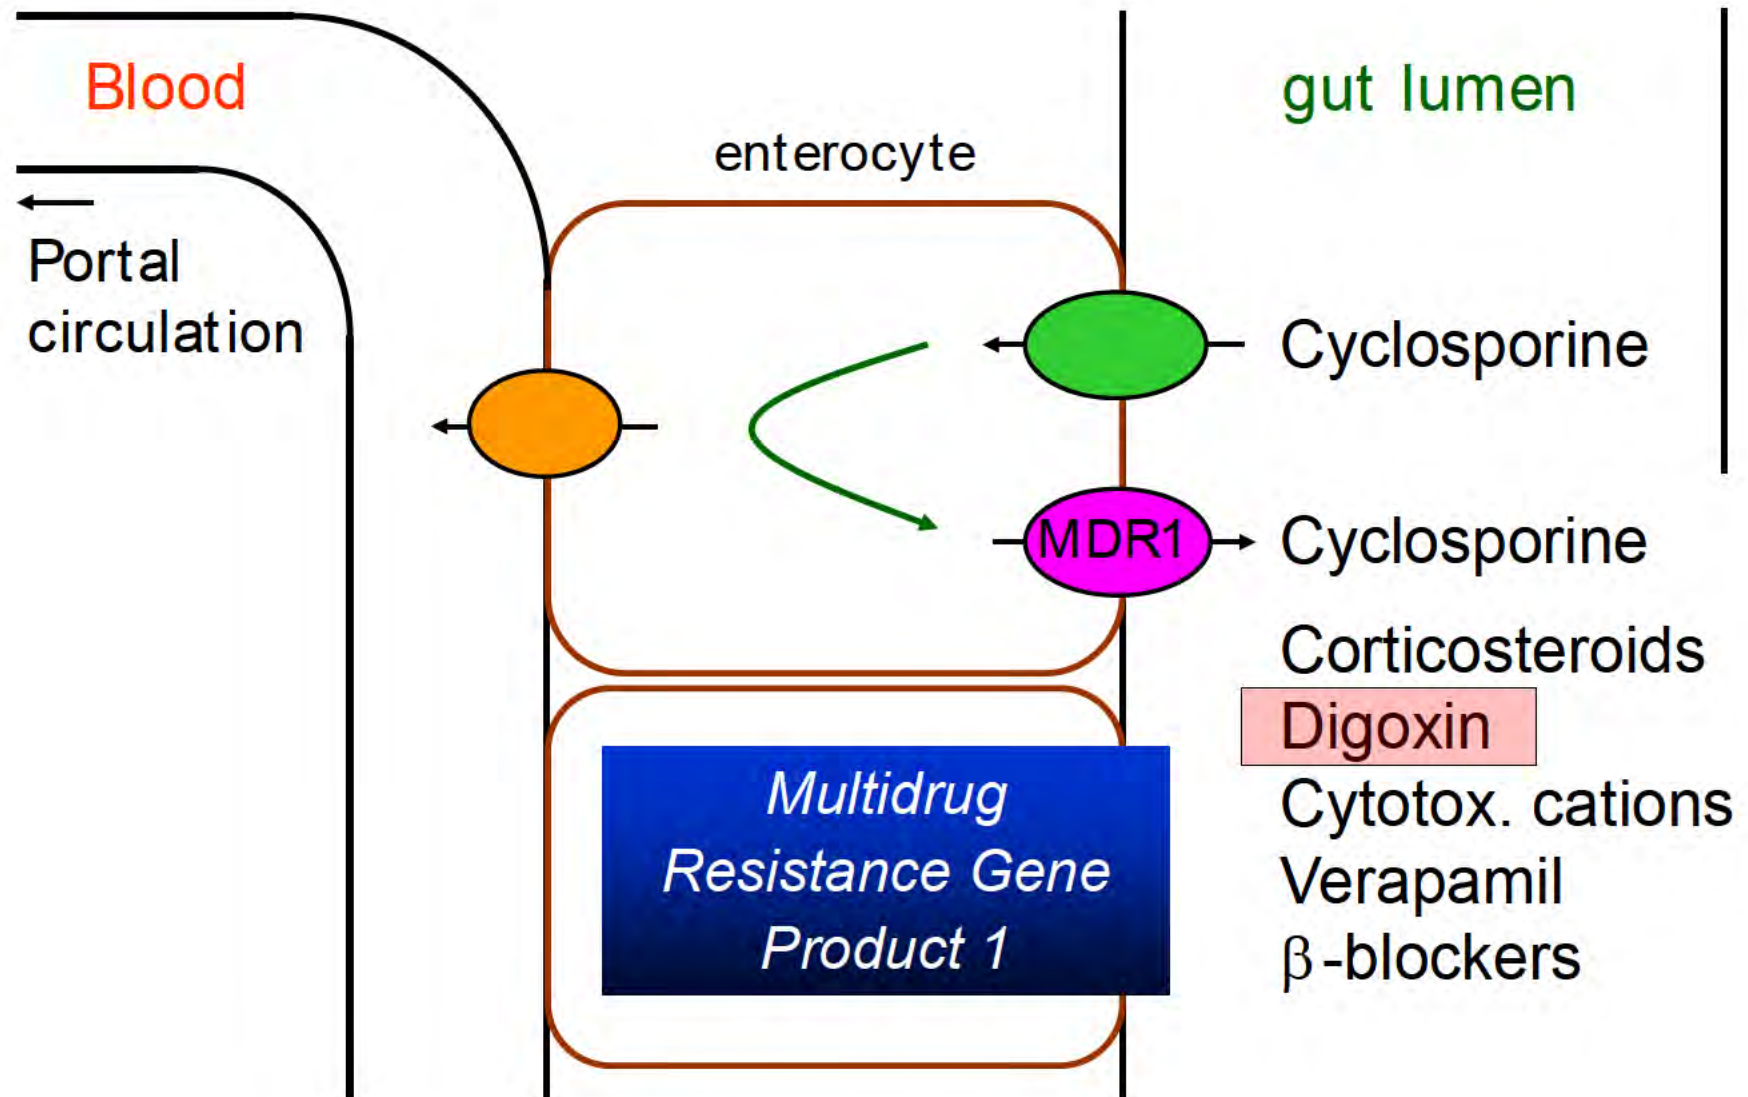 Blood
gut lumen
enterocyte
Portal
circulation
Cyclosporine
MDR1
Cyclosporine
Corticosteroids
Digoxin
Cytotox. cations
Verapamil
β-blockers
Multidrug
Resistance Gene
Product 1